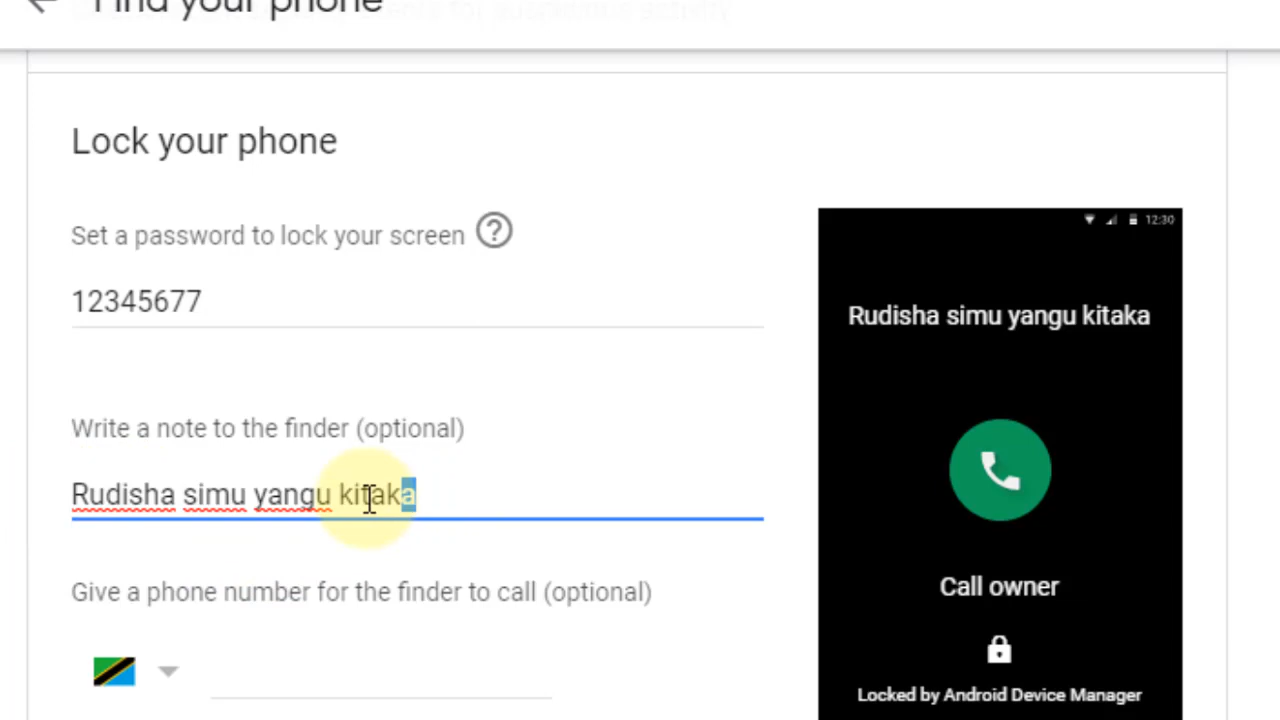 Find your phone
Lock your phone
Set a password to lock your screen ?
12345677
Write a note to the finder (optional)
Rudisha simu yangu kitaka
Give a phone number for the finder to call (optional)
12:30
Rudisha simu yangu kitaka
Call owner
Locked by Android Device Manager